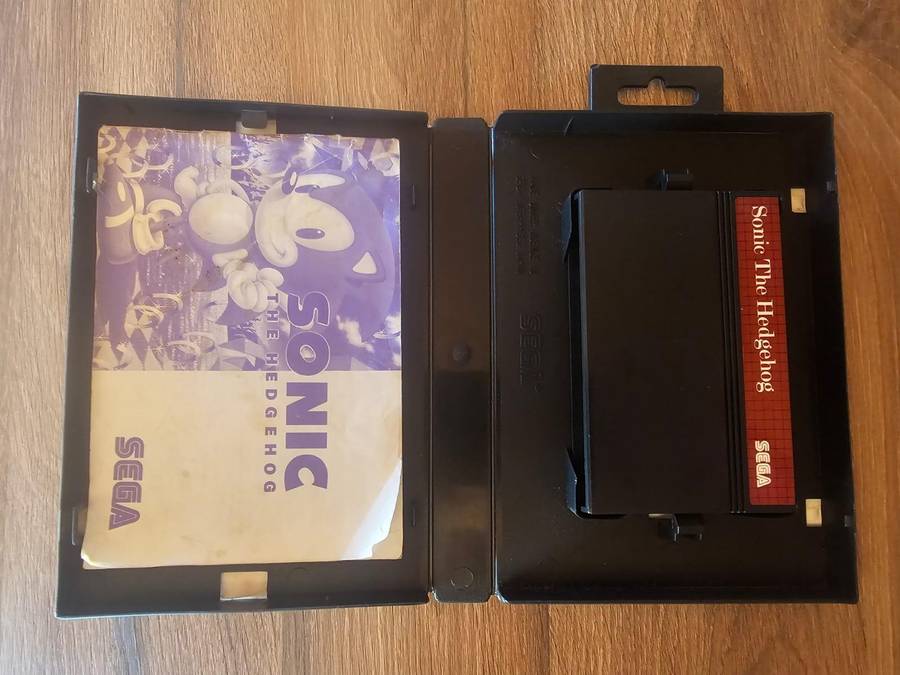 SONIC
THE HEDGEHOG
SEGA
SEGA
Sonic The Hedgehog
SEGA